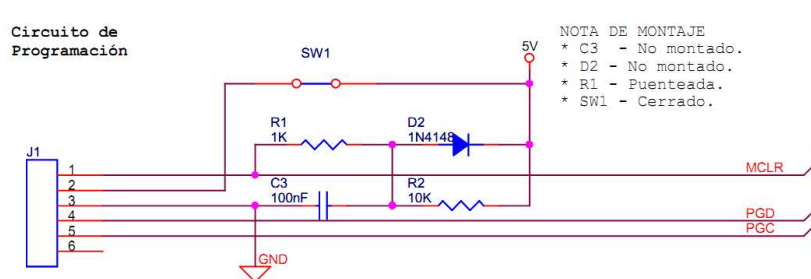 Circuito de
Programación
NOTA DE MONTAJE
* C3 - No montado.
* D2 - No montado.
* R1 - Puenteada.
* SW1 - Cerrado.
5V
SW1
R1
1K
D2
1N4148
J1
1
2
3
4
5
6
MCLR
C3
100nF
R2
10K
PGD
PGC
GND